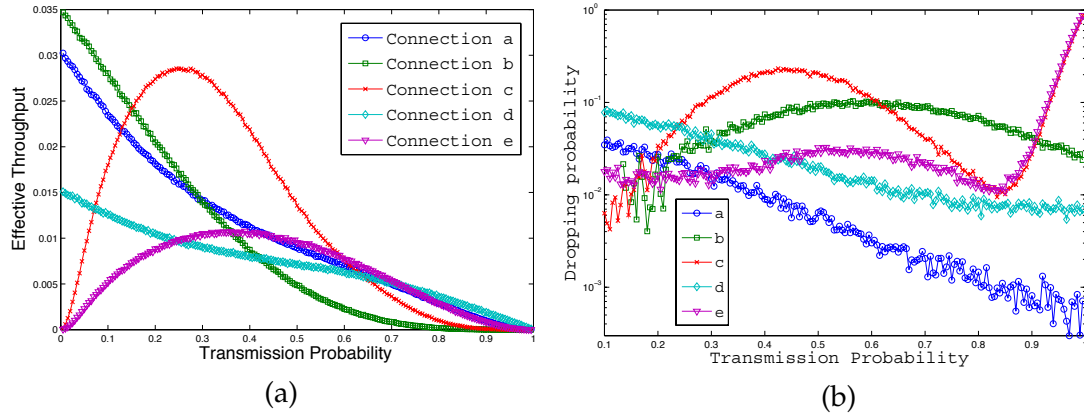 0.035
0.03
0.025
0.02
0.015
0.01
0.005
0
Effective Throughput
Connection a
Connection b
Connection c
Connection d
Connection e
0 0.1 0.2 0.3 0.4 0.5 0.6 0.7 0.8 0.9 1
Transmission Probability
(a)
10⁰
10⁻¹
10⁻²
10⁻³
Dropping probability
a
b
c
d
e
0.1 0.2 0.3 0.4 0.5 0.6 0.7 0.8 0.9 1
Transmission Probability
(b)